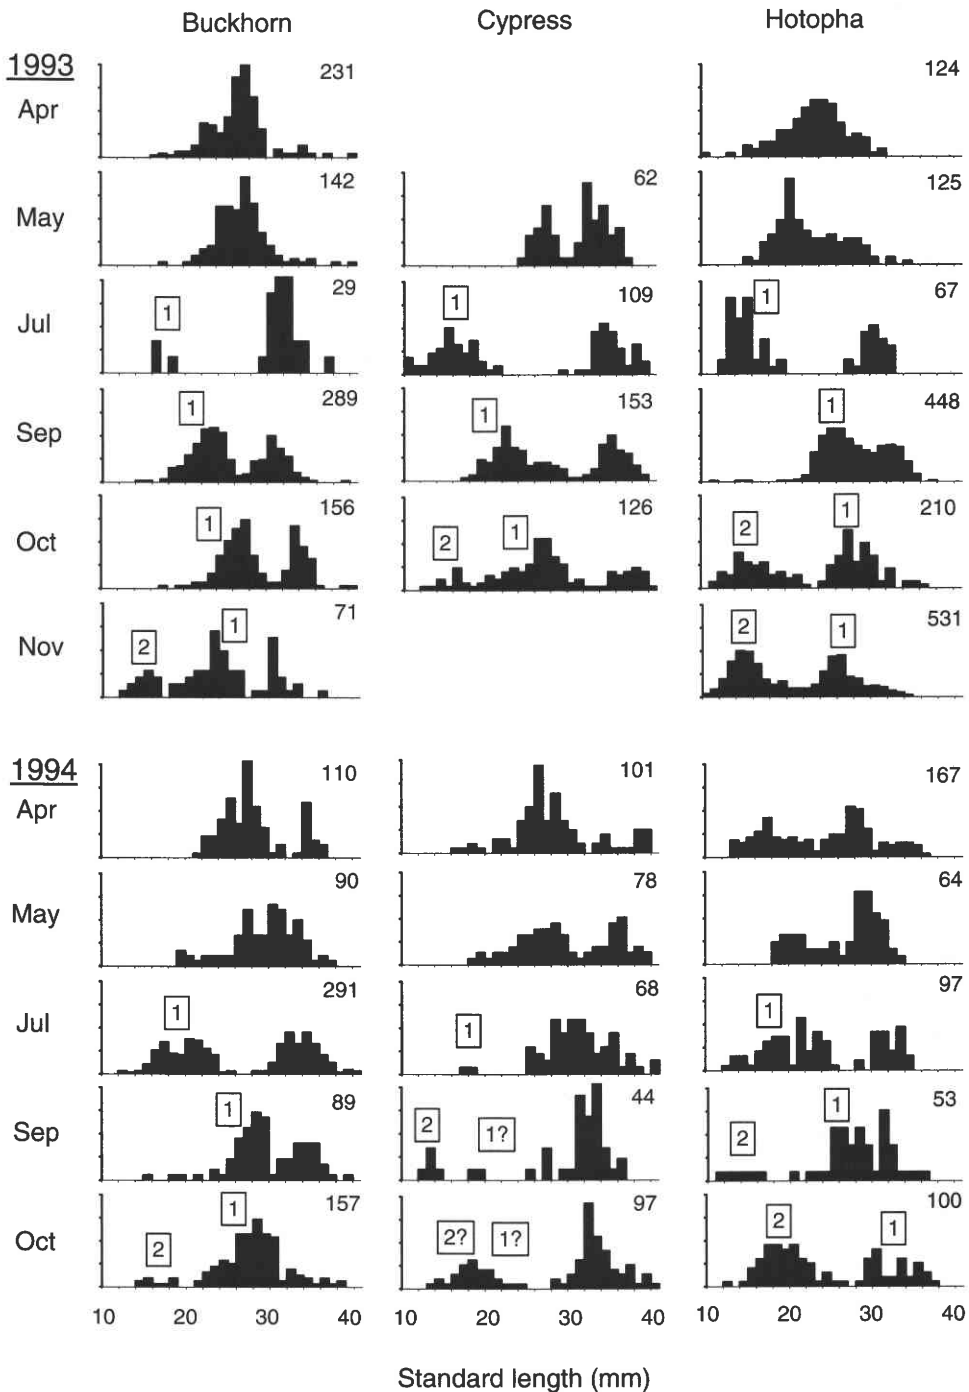 Buckhorn Cypress Hotopha
1993
Apr 231 124
May 142 62 125
Jul 1 29 1 109 1 67
Sep 1 289 1 153 1 448
Oct 1 156 2 1 126 2 1 210
Nov 2 1 71 2 1 531
1994
Apr 110 101 167
May 90 78 64
Jul 1 291 1 68 1 97
Sep 1 89 2 1? 44 2 1 53
Oct 2 1 157 2? 1? 97 2 1 100
10 20 30 40 10 20 30 40 10 20 30 40
Standard length (mm)